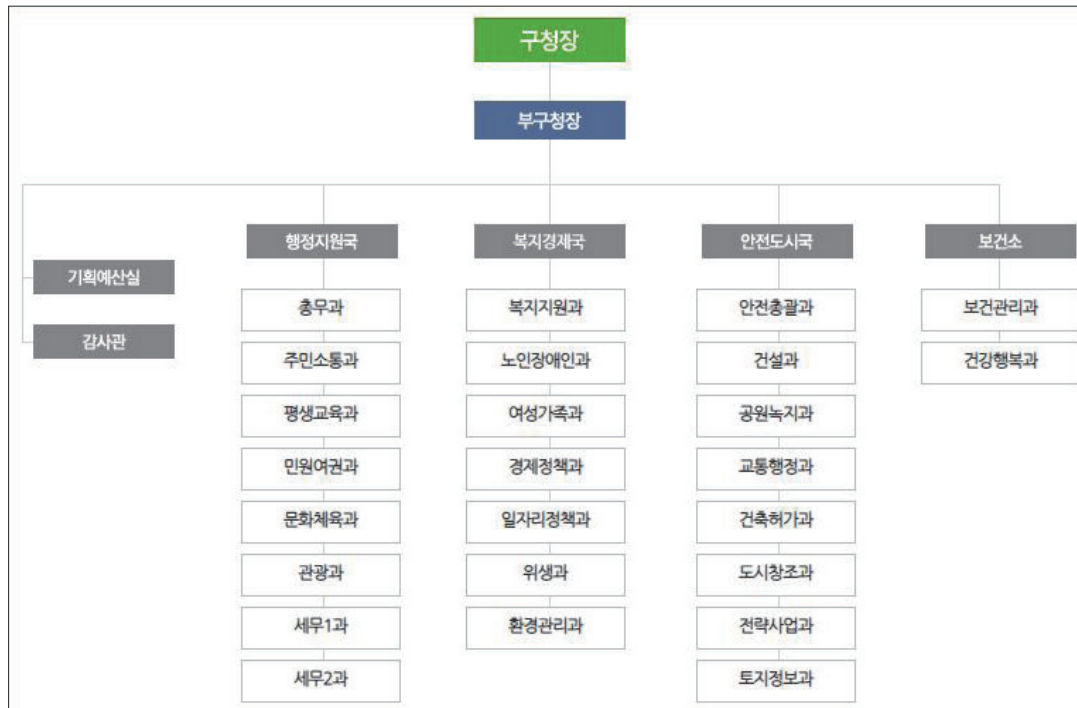 구청장
부구청장
기획예산실
감사관
행정지원국
총무과
주민소통과
평생교육과
민원여권과
문화체육과
관광과
세무1과
세무2과
복지경제국
복지지원과
노인장애인과
여성가족과
경제정책과
일자리정책과
위생과
환경관리과
안전도시국
안전총괄과
건설과
공원녹지과
교통행정과
건축허가과
도시창조과
전략사업과
토지정보과
보건소
보건관리과
건강행복과